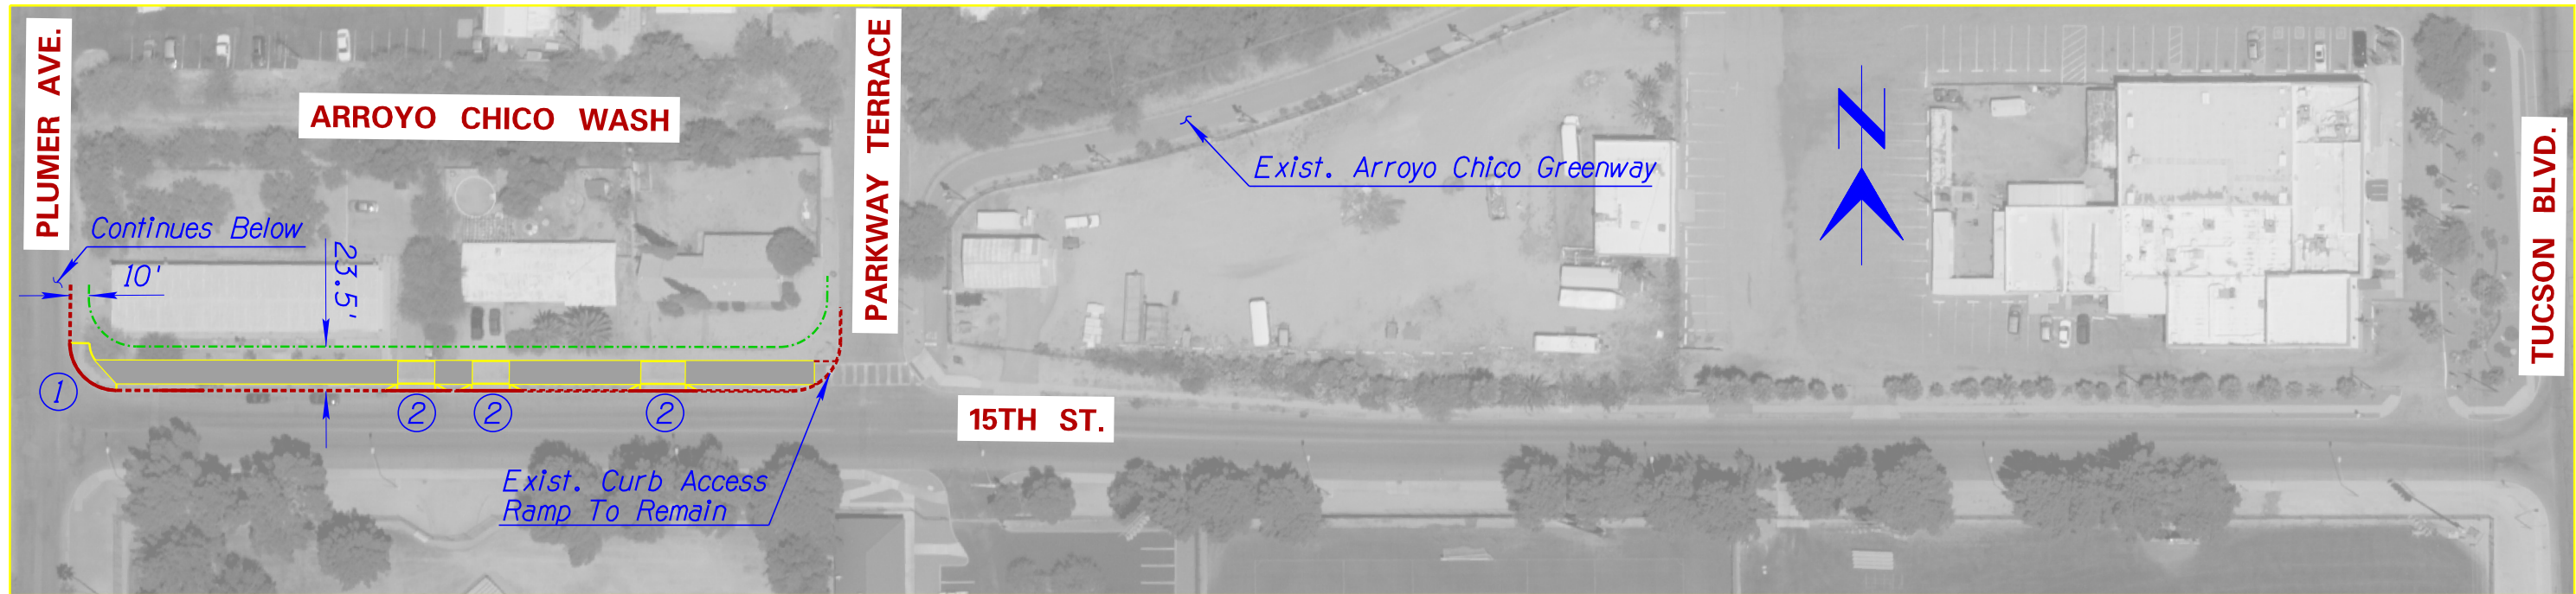 PLUMER AVE.
ARROYO CHICO WASH
PARKWAY TERRACE
N
Exist. Arroyo Chico Greenway
TUCSON BLVD.
Continues Below
10'
23.5'
1
2
2
2
15TH ST.
Exist. Curb Access
Ramp To Remain